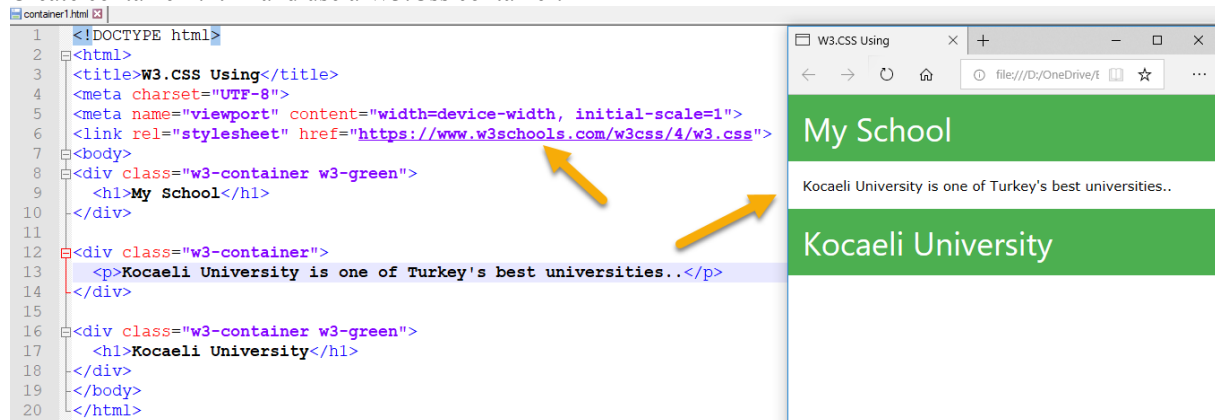 container1.html
1 <!DOCTYPE html>
2 <html>
3 <title>W3.CSS Using</title>
4 <meta charset="UTF-8">
5 <meta name="viewport" content="width=device-width, initial-scale=1">
6 <link rel="stylesheet" href="https://www.w3schools.com/w3css/4/w3.css">
7 <body>
8 <div class="w3-container w3-green">
9 <h1>My School</h1>
10 </div>
11
12 <div class="w3-container">
13 <p>Kocaeli University is one of Turkey's best universities..</p>
14 </div>
15
16 <div class="w3-container w3-green">
17 <h1>Kocaeli University</h1>
18 </div>
19 </body>
20 </html>
W3.CSS Using
file:///D:/OneDrive/E
My School
Kocaeli University is one of Turkey's best universities..
Kocaeli University